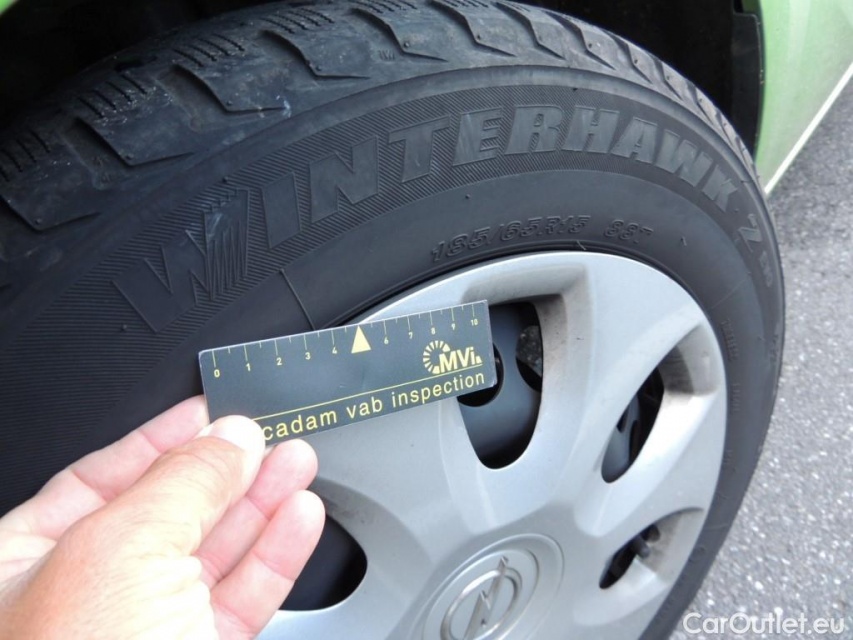 WINTERHAWK 2
185/65R15 88T
0 1 2 3 4 6 7 8 9 10
MVi
cadam vab inspection
CarOutlet.eu